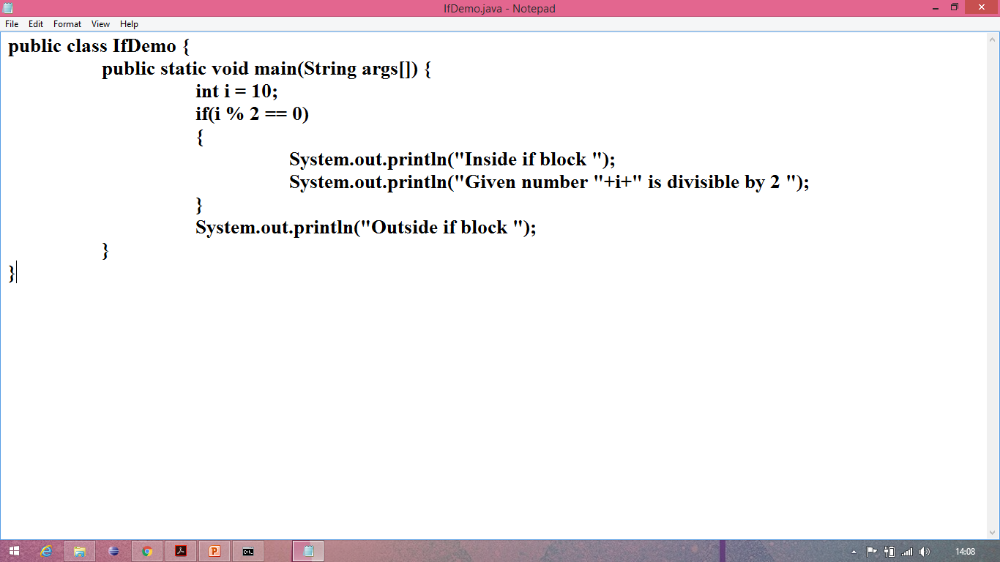 IfDemo.java - Notepad
File Edit Format View Help
public class IfDemo {
public static void main(String args[]) {
int i = 10;
if(i % 2 == 0)
{
System.out.println("Inside if block ");
System.out.println("Given number "+i+" is divisible by 2 ");
}
System.out.println("Outside if block ");
}
}
14:08